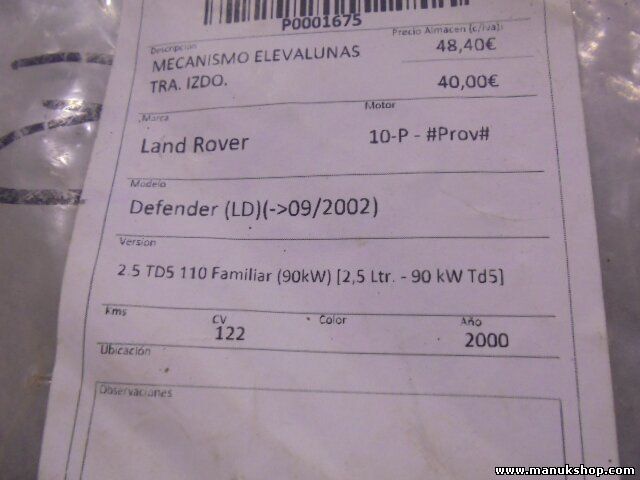 P0001675
Descripción
Precio Almacen (c/iva):
MECANISMO ELEVALUNAS
48,40€
TRA. IZDO.
40,00€
Marca
Motor
Land Rover
10-P - #Prov#
Modelo
Defender (LD)(->09/2002)
Version
2.5 TD5 110 Familiar (90kW) [2,5 Ltr. - 90 kW Td5]
kms
CV
Color
Año
122
2000
Ubicación
Observaciones
www.manukshop.com